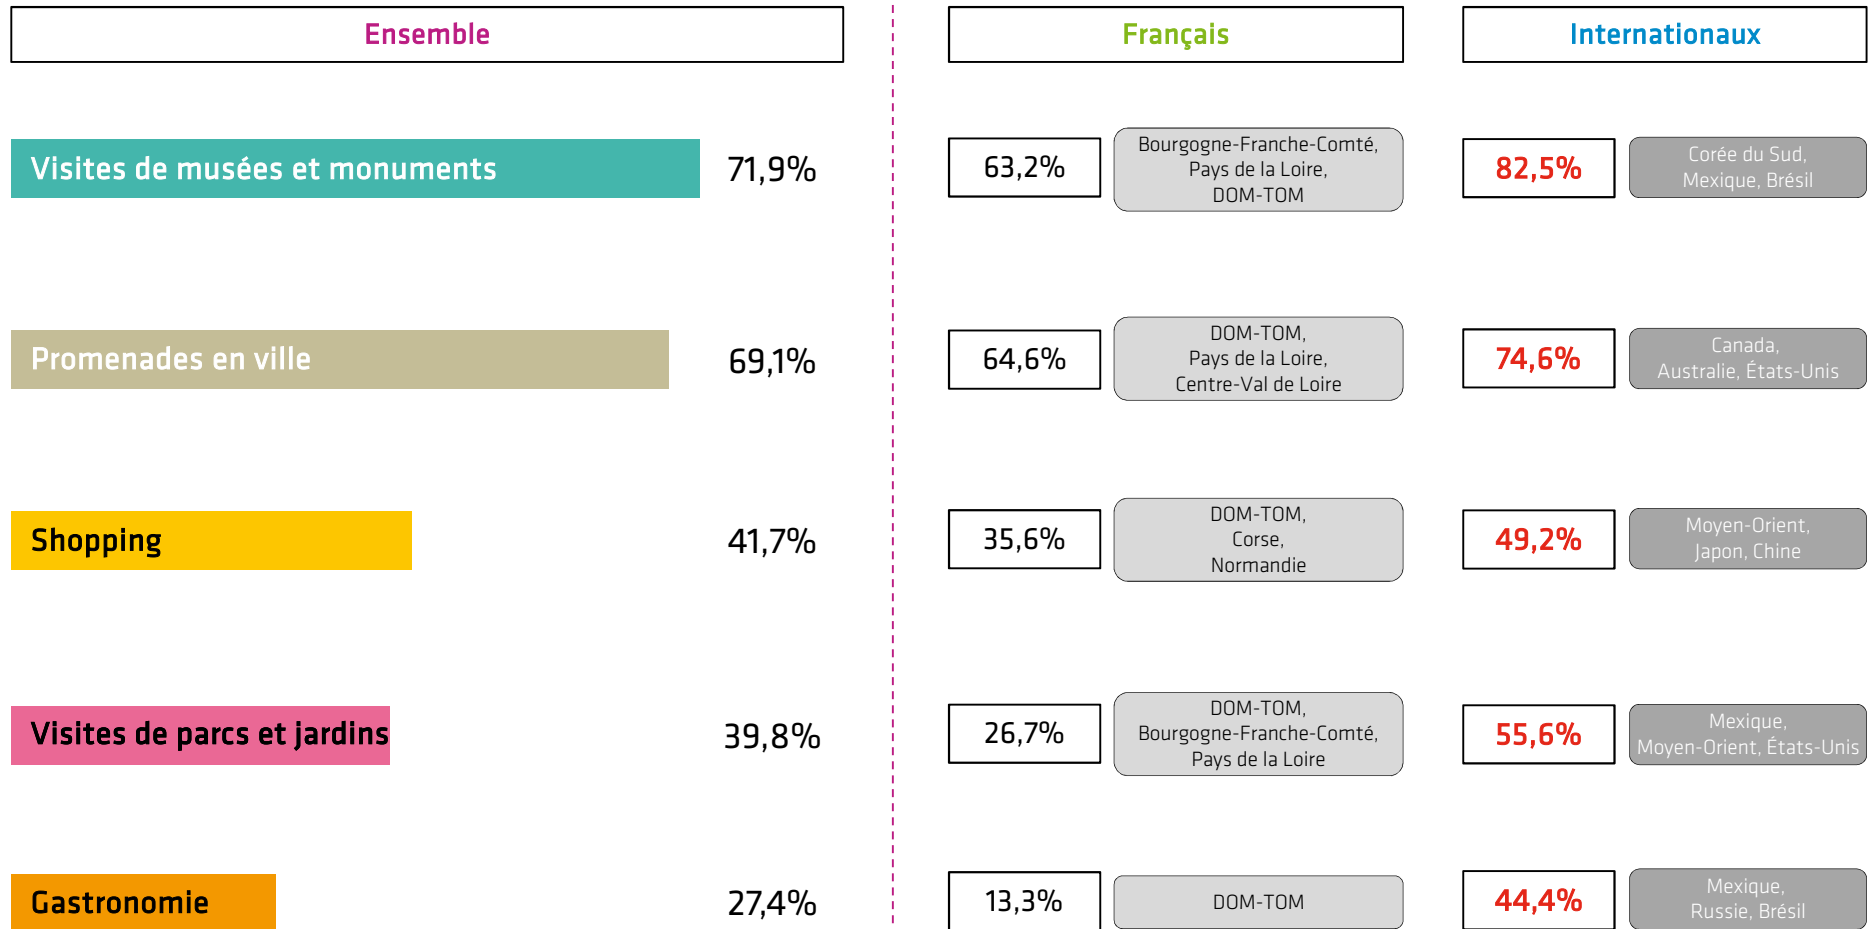 Ensemble
Français
Internationaux
Visites de musées et monuments
71,9%
63,2%
Bourgogne-Franche-Comté,
Pays de la Loire,
DOM-TOM
82,5%
Corée du Sud,
Mexique, Brésil
Promenades en ville
69,1%
64,6%
DOM-TOM,
Pays de la Loire,
Centre-Val de Loire
74,6%
Canada,
Australie, États-Unis
Shopping
41,7%
35,6%
DOM-TOM,
Corse,
Normandie
49,2%
Moyen-Orient,
Japon, Chine
Visites de parcs et jardins
39,8%
26,7%
DOM-TOM,
Bourgogne-Franche-Comté,
Pays de la Loire
55,6%
Mexique,
Moyen-Orient, États-Unis
Gastronomie
27,4%
13,3%
DOM-TOM
44,4%
Mexique,
Russie, Brésil